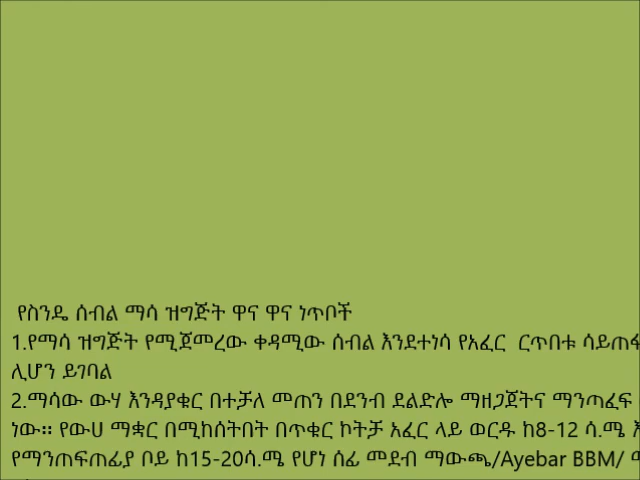 የስንዴ ሰብል ማሳ ዝግጅት ዋና ዋና ነጥቦች
1.የማሳ ዝግጅት የሚጀመረው ቀዳሚው ሰብል እንደተነሳ የአፈር ርጥበቱ ሳይጠፋ
ሊሆን ይገባል
2.ማሳው ውሃ እንዳያቁር በተቻለ መጠን በደንብ ደልድሎ ማዘጋጀትና ማንጣፈፍ
ነው፡፡ የውሀ ማቋር በሚከሰትበት በጥቁር ኮትቻ አፈር ላይ ወርዱ ከ8-12 ሳ.ሜ
የማንጠፍጠፊያ ቦይ ከ15-20ሳ.ሜ የሆነ ሰፊ መደብ ማውጫ/Ayebar BBM/